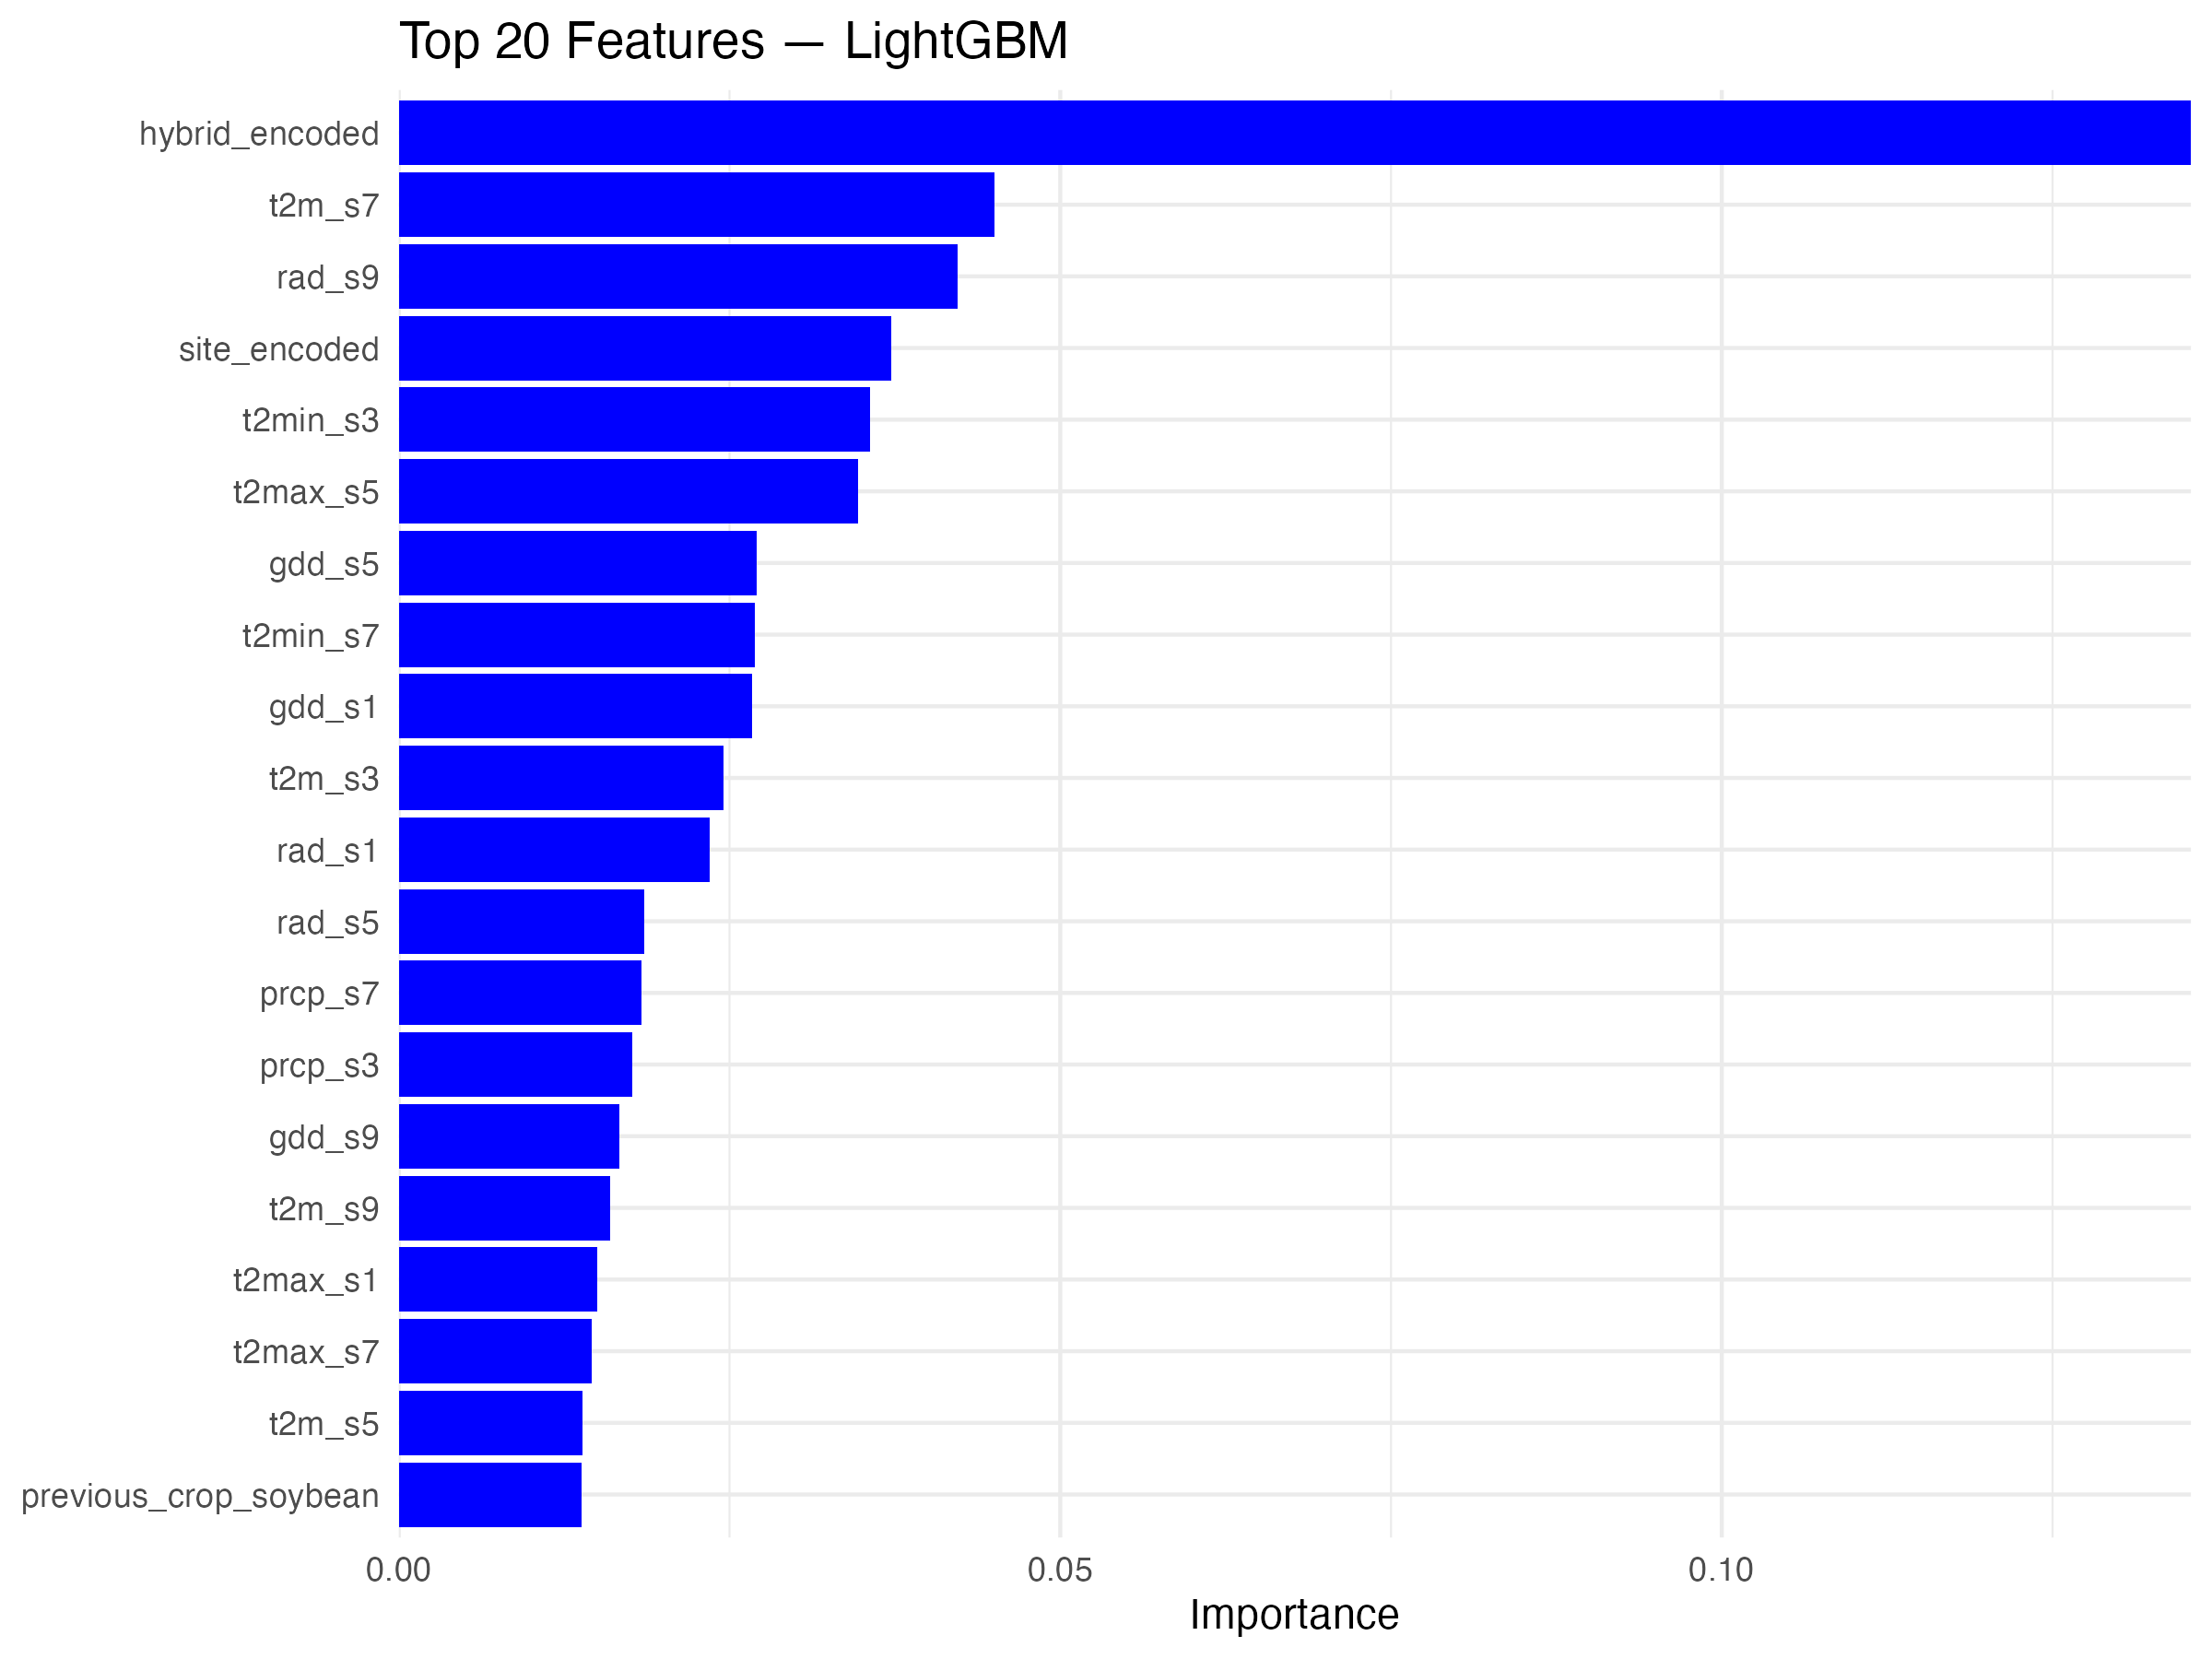 Top 20 Features — LightGBM
hybrid_encoded
t2m_s7
rad_s9
site_encoded
t2min_s3
t2max_s5
gdd_s5
t2min_s7
gdd_s1
t2m_s3
rad_s1
rad_s5
prcp_s7
prcp_s3
gdd_s9
t2m_s9
t2max_s1
t2max_s7
t2m_s5
previous_crop_soybean
0.00 0.05 0.10
Importance